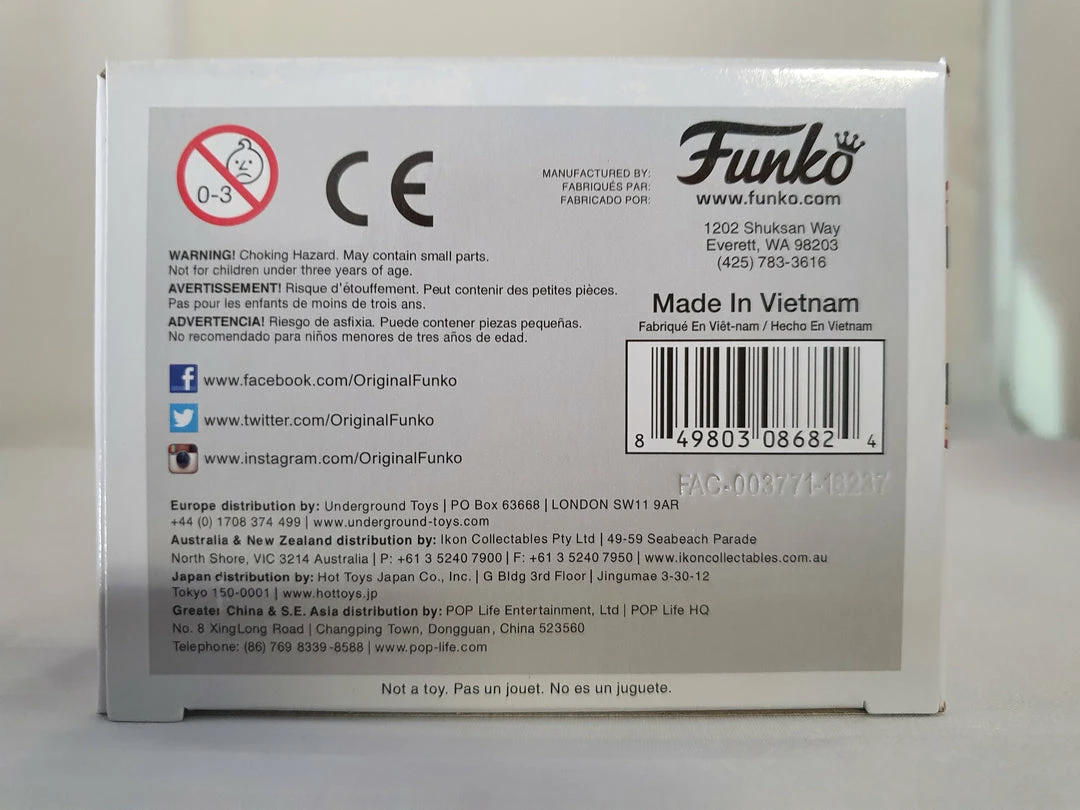 0-3
CE
MANUFACTURED BY:
FABRIQUÉS PAR:
FABRICADO POR:
Funko
www.funko.com
1202 Shuksan Way
Everett, WA 98203
(425) 783-3616
WARNING! Choking Hazard. May contain small parts.
Not for children under three years of age.
AVERTISSEMENT! Risque d'étouffement. Peut contenir des petites pièces.
Pas pour les enfants de moins de trois ans.
ADVERTENCIA! Riesgo de asfixia. Puede contener piezas pequeñas.
No recomendado para niños menores de tres años de edad.
Made In Vietnam
Fabriqué En Viêt-nam / Hecho En Vietnam
8 49803 08682 4
f www.facebook.com/OriginalFunko
www.twitter.com/OriginalFunko
www.instagram.com/OriginalFunko
FAC-003771-16237
Europe distribution by: Underground Toys | PO Box 63668 | LONDON SW11 9AR
+44 (0) 1708 374 499 | www.underground-toys.com
Australia & New Zealand distribution by: Ikon Collectables Pty Ltd | 49-59 Seabeach Parade
North Shore, VIC 3214 Australia | P: +61 3 5240 7900 | F: +61 3 5240 7950 | www.ikoncollectables.com.au
Japan distribution by: Hot Toys Japan Co., Inc. | G Bldg 3rd Floor | Jingumae 3-30-12
Tokyo 150-0001 | www.hottoys.jp
Greater China & S.E. Asia distribution by: POP Life Entertainment, Ltd | POP Life HQ
No. 8 XingLong Road | Changping Town, Dongguan, China 523560
Telephone: (86) 769 8339-8588 | www.pop-life.com
Not a toy. Pas un jouet. No es un juguete.